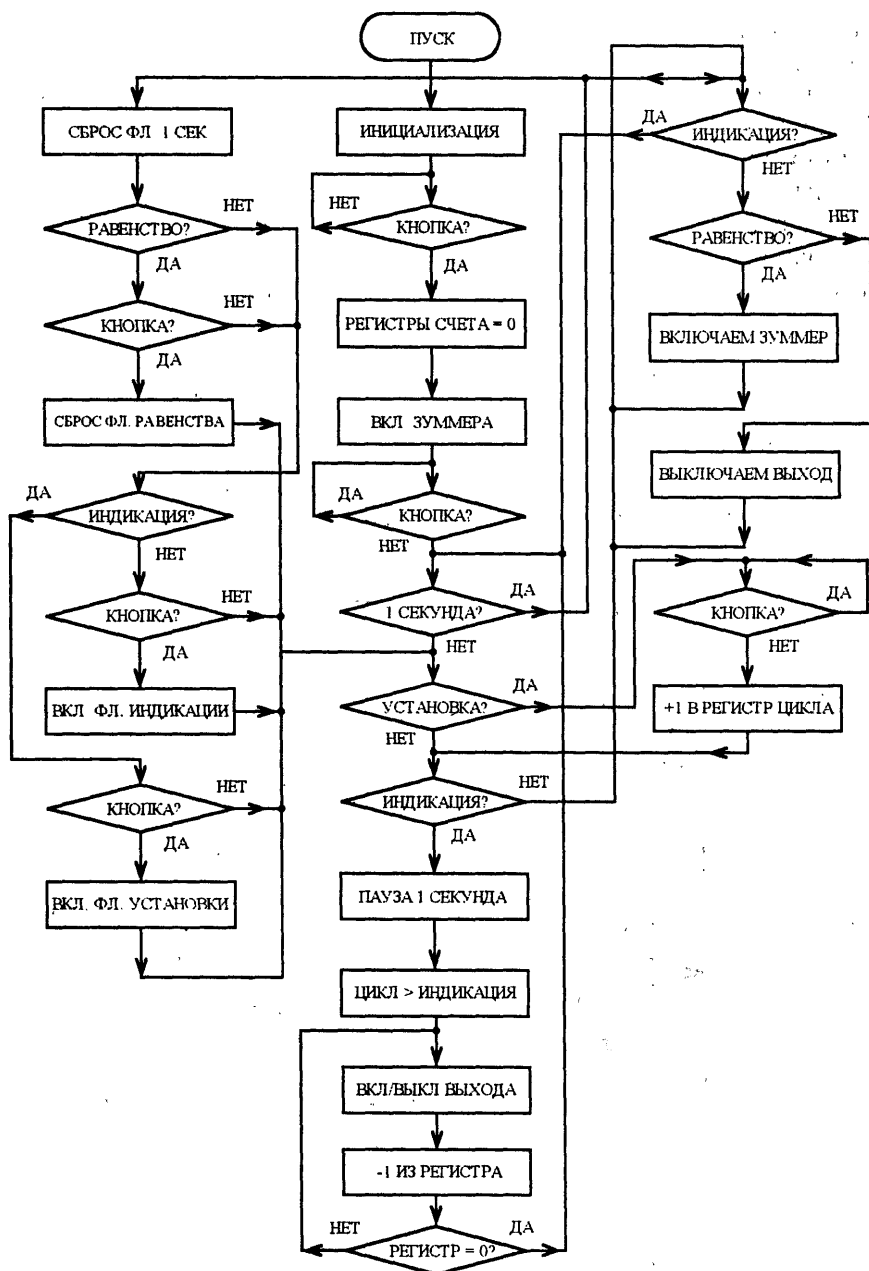 ПУСК
СБРОС ФЛ. 1 СЕК
РАВЕНСТВО?
НЕТ
ДА
КНОПКА?
НЕТ
ДА
СБРОС ФЛ. РАВЕНСТВА
ДА
ИНДИКАЦИЯ?
НЕТ
КНОПКА?
НЕТ
ДА
ВКЛ. ФЛ. ИНДИКАЦИИ
КНОПКА?
НЕТ
ДА
ВКЛ. ФЛ. УСТАНОВКИ
ИНИЦИАЛИЗАЦИЯ
НЕТ
КНОПКА?
ДА
РЕГИСТРЫ СЧЕТА = 0
ВКЛ. ЗУММЕРА
ДА
КНОПКА?
НЕТ
1 СЕКУНДА?
ДА
НЕТ
УСТАНОВКА?
ДА
НЕТ
ИНДИКАЦИЯ?
НЕТ
ДА
ПАУЗА 1 СЕКУНДА
ЦИКЛ > ИНДИКАЦИЯ
ВКЛ/ВЫКЛ ВЫХОДА
-1 ИЗ РЕГИСТРА
НЕТ
РЕГИСТР = 0?
ДА
ДА
ИНДИКАЦИЯ?
НЕТ
РАВЕНСТВО?
НЕТ
ДА
ВКЛЮЧАЕМ ЗУММЕР
ВЫКЛЮЧАЕМ ВЫХОД
КНОПКА?
ДА
НЕТ
+1 В РЕГИСТР ЦИКЛА